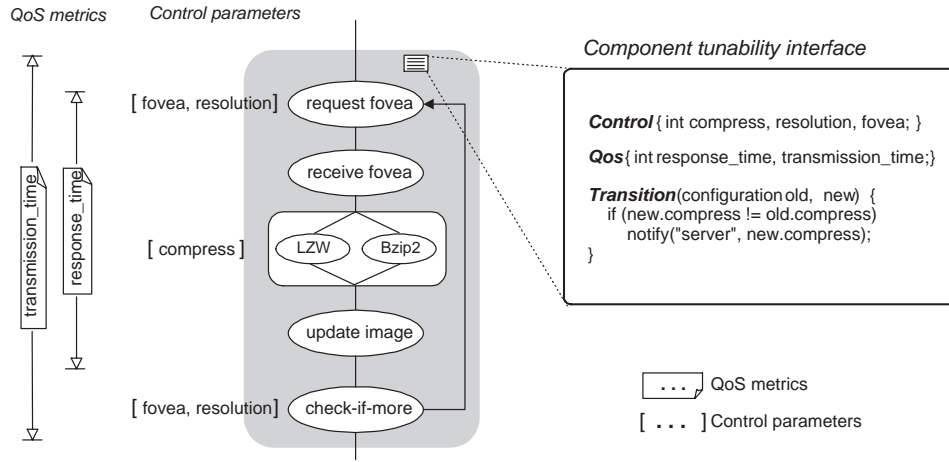 QoS metrics
Control parameters
transmission_time
response_time
[ fovea, resolution]
request fovea
receive fovea
[ compress ]
LZW
Bzip2
update image
[ fovea, resolution]
check-if-more
Component tunability interface
Control { int compress, resolution, fovea; }
Qos{ int response_time, transmission_time;}
Transition(configuration old, new) {
if (new.compress != old.compress)
notify("server", new.compress);
}
... QoS metrics
[ ... ] Control parameters